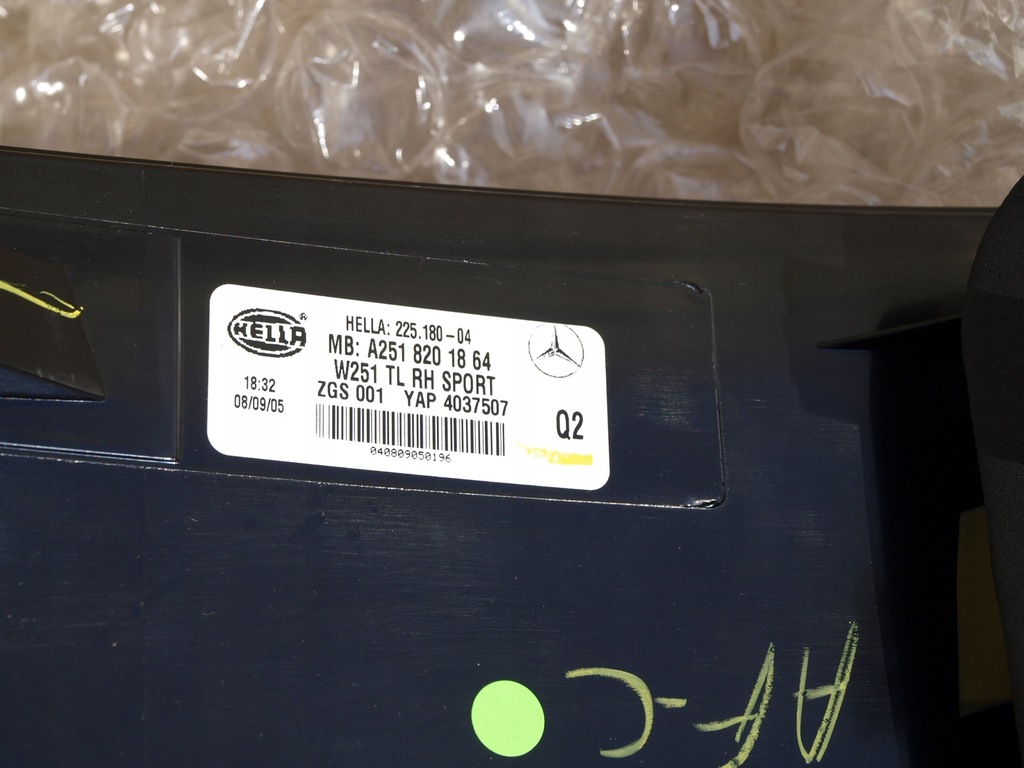 HELLA ®
HELLA: 225.180-04
MB: A251 820 18 64
W251 TL RH SPORT
ZGS 001 YAP 4037507
18:32
08/09/05
040809050196
Q2